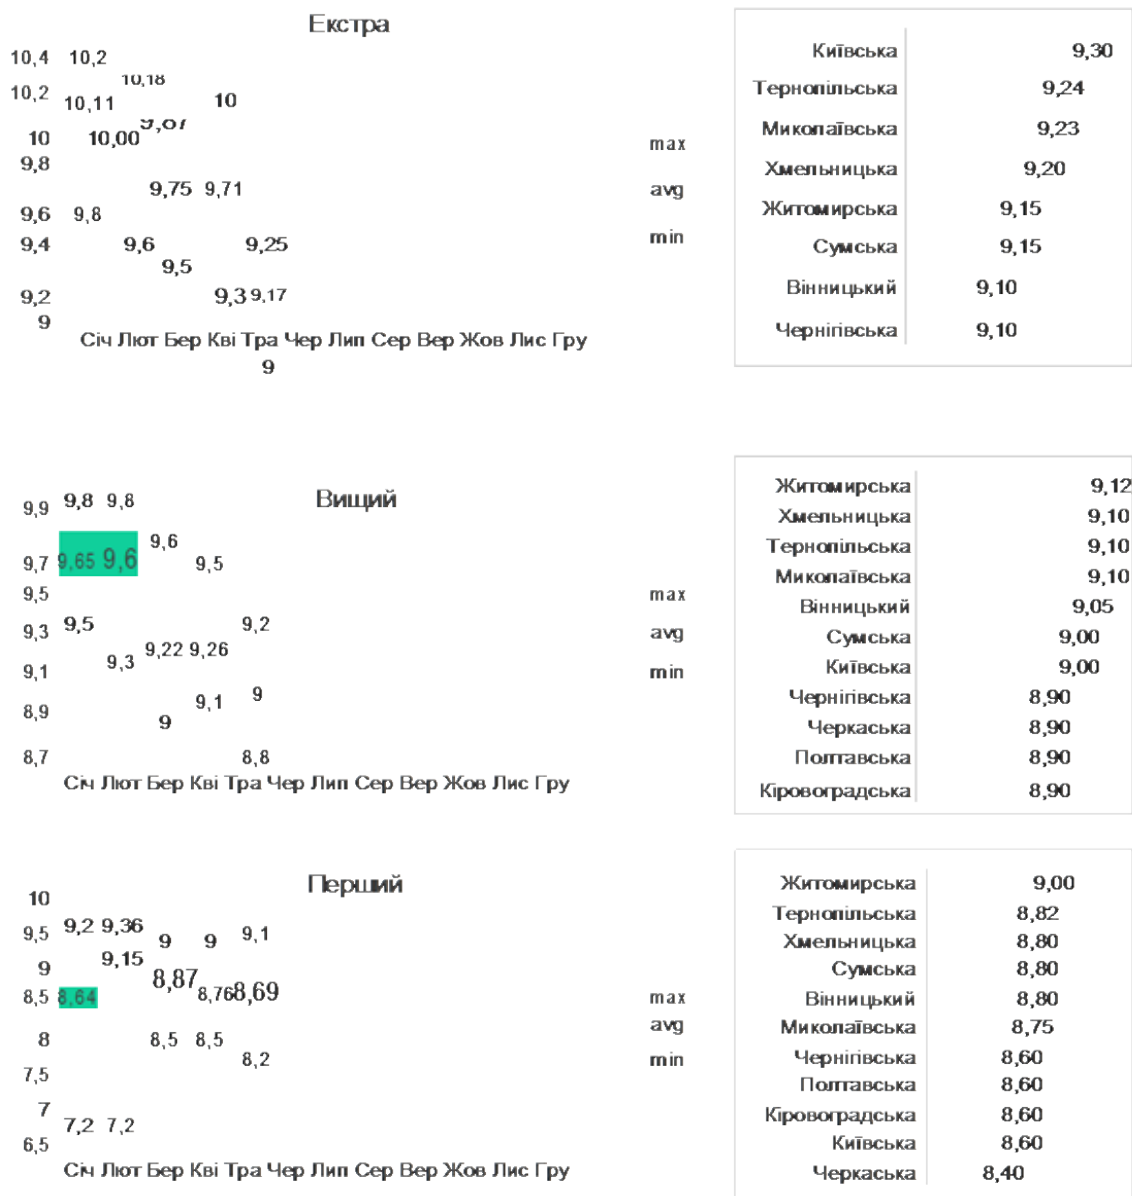 Екстра
10,4 10,2
10,18
10,2 10,11 10
9,87
10 10,00
max
9,8
9,75 9,71
avg
9,6 9,8
min
9,4 9,6 9,25
9,5
9,2 9,3 9,17
9
Січ Лют Бер Кві Тра Чер Лип Сер Вер Жов Лис Гру
9
Київська 9,30
Тернопільська 9,24
Миколаївська 9,23
Хмельницька 9,20
Житомирська 9,15
Сумська 9,15
Вінницький 9,10
Чернігівська 9,10
Вищий
9,9 9,8 9,8
9,6
9,7 9,65 9,6 9,5
9,5
max
9,3 9,5 9,2
avg
9,22 9,26
9,1 9,3
min
8,9 9,1 9
9
8,7 8,8
Січ Лют Бер Кві Тра Чер Лип Сер Вер Жов Лис Гру
Житомирська 9,12
Хмельницька 9,10
Тернопільська 9,10
Миколаївська 9,10
Вінницький 9,05
Сумська 9,00
Київська 9,00
Чернігівська 8,90
Черкаська 8,90
Полтавська 8,90
Кіровоградська 8,90
Перший
10
9,5 9,2 9,36 9 9 9,1
9 9,15
8,87
8,5 8,64 8,76 8,69
max
avg
8 8,5 8,5
min
8,2
7,5
7
7,2 7,2
6,5
Січ Лют Бер Кві Тра Чер Лип Сер Вер Жов Лис Гру
Житомирська 9,00
Тернопільська 8,82
Хмельницька 8,80
Сумська 8,80
Вінницький 8,80
Миколаївська 8,75
Чернігівська 8,60
Полтавська 8,60
Кіровоградська 8,60
Київська 8,60
Черкаська 8,40